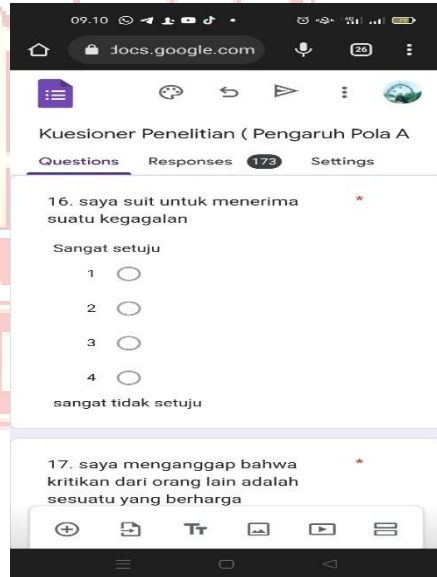 09.10
docs.google.com
26
Kuesioner Penelitian ( Pengaruh Pola A
Questions Responses 173 Settings
16. saya suit untuk menerima *
suatu kegagalan
Sangat setuju
1
2
3
4
sangat tidak setuju
17. saya menganggap bahwa *
kritikan dari orang lain adalah
sesuatu yang berharga
TT